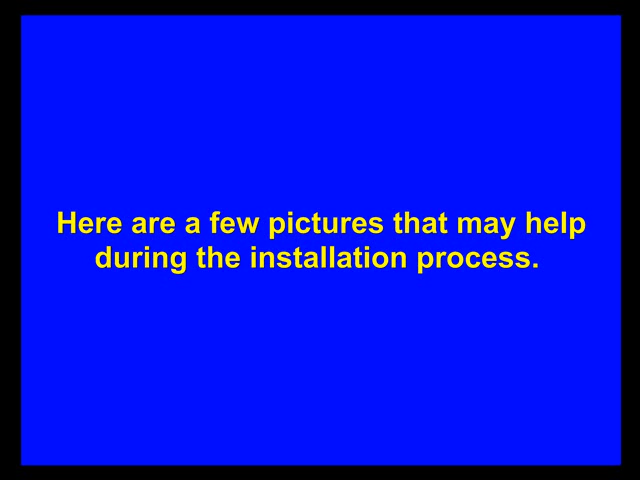 Here are a few pictures that may help
during the installation process.